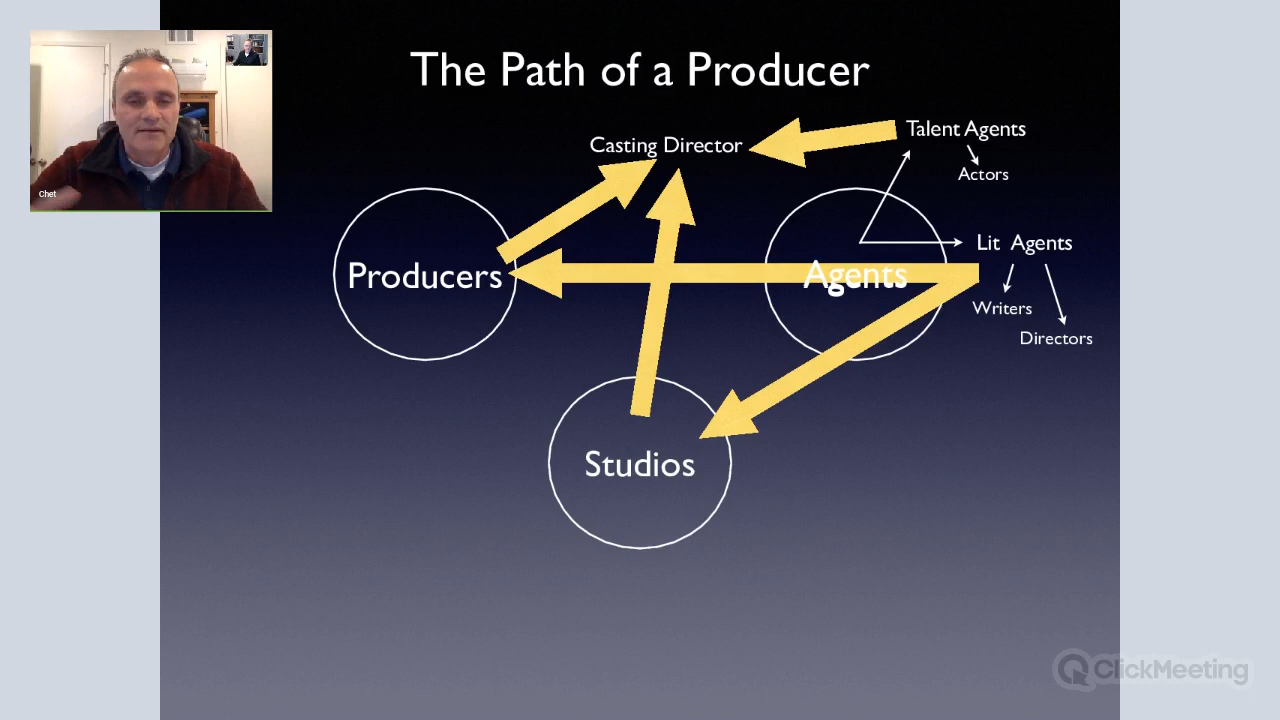 The Path of a Producer
Chet
Casting Director
Talent Agents
Actors
Producers
Agents
Lit Agents
Writers
Directors
Studios
ClickMeeting